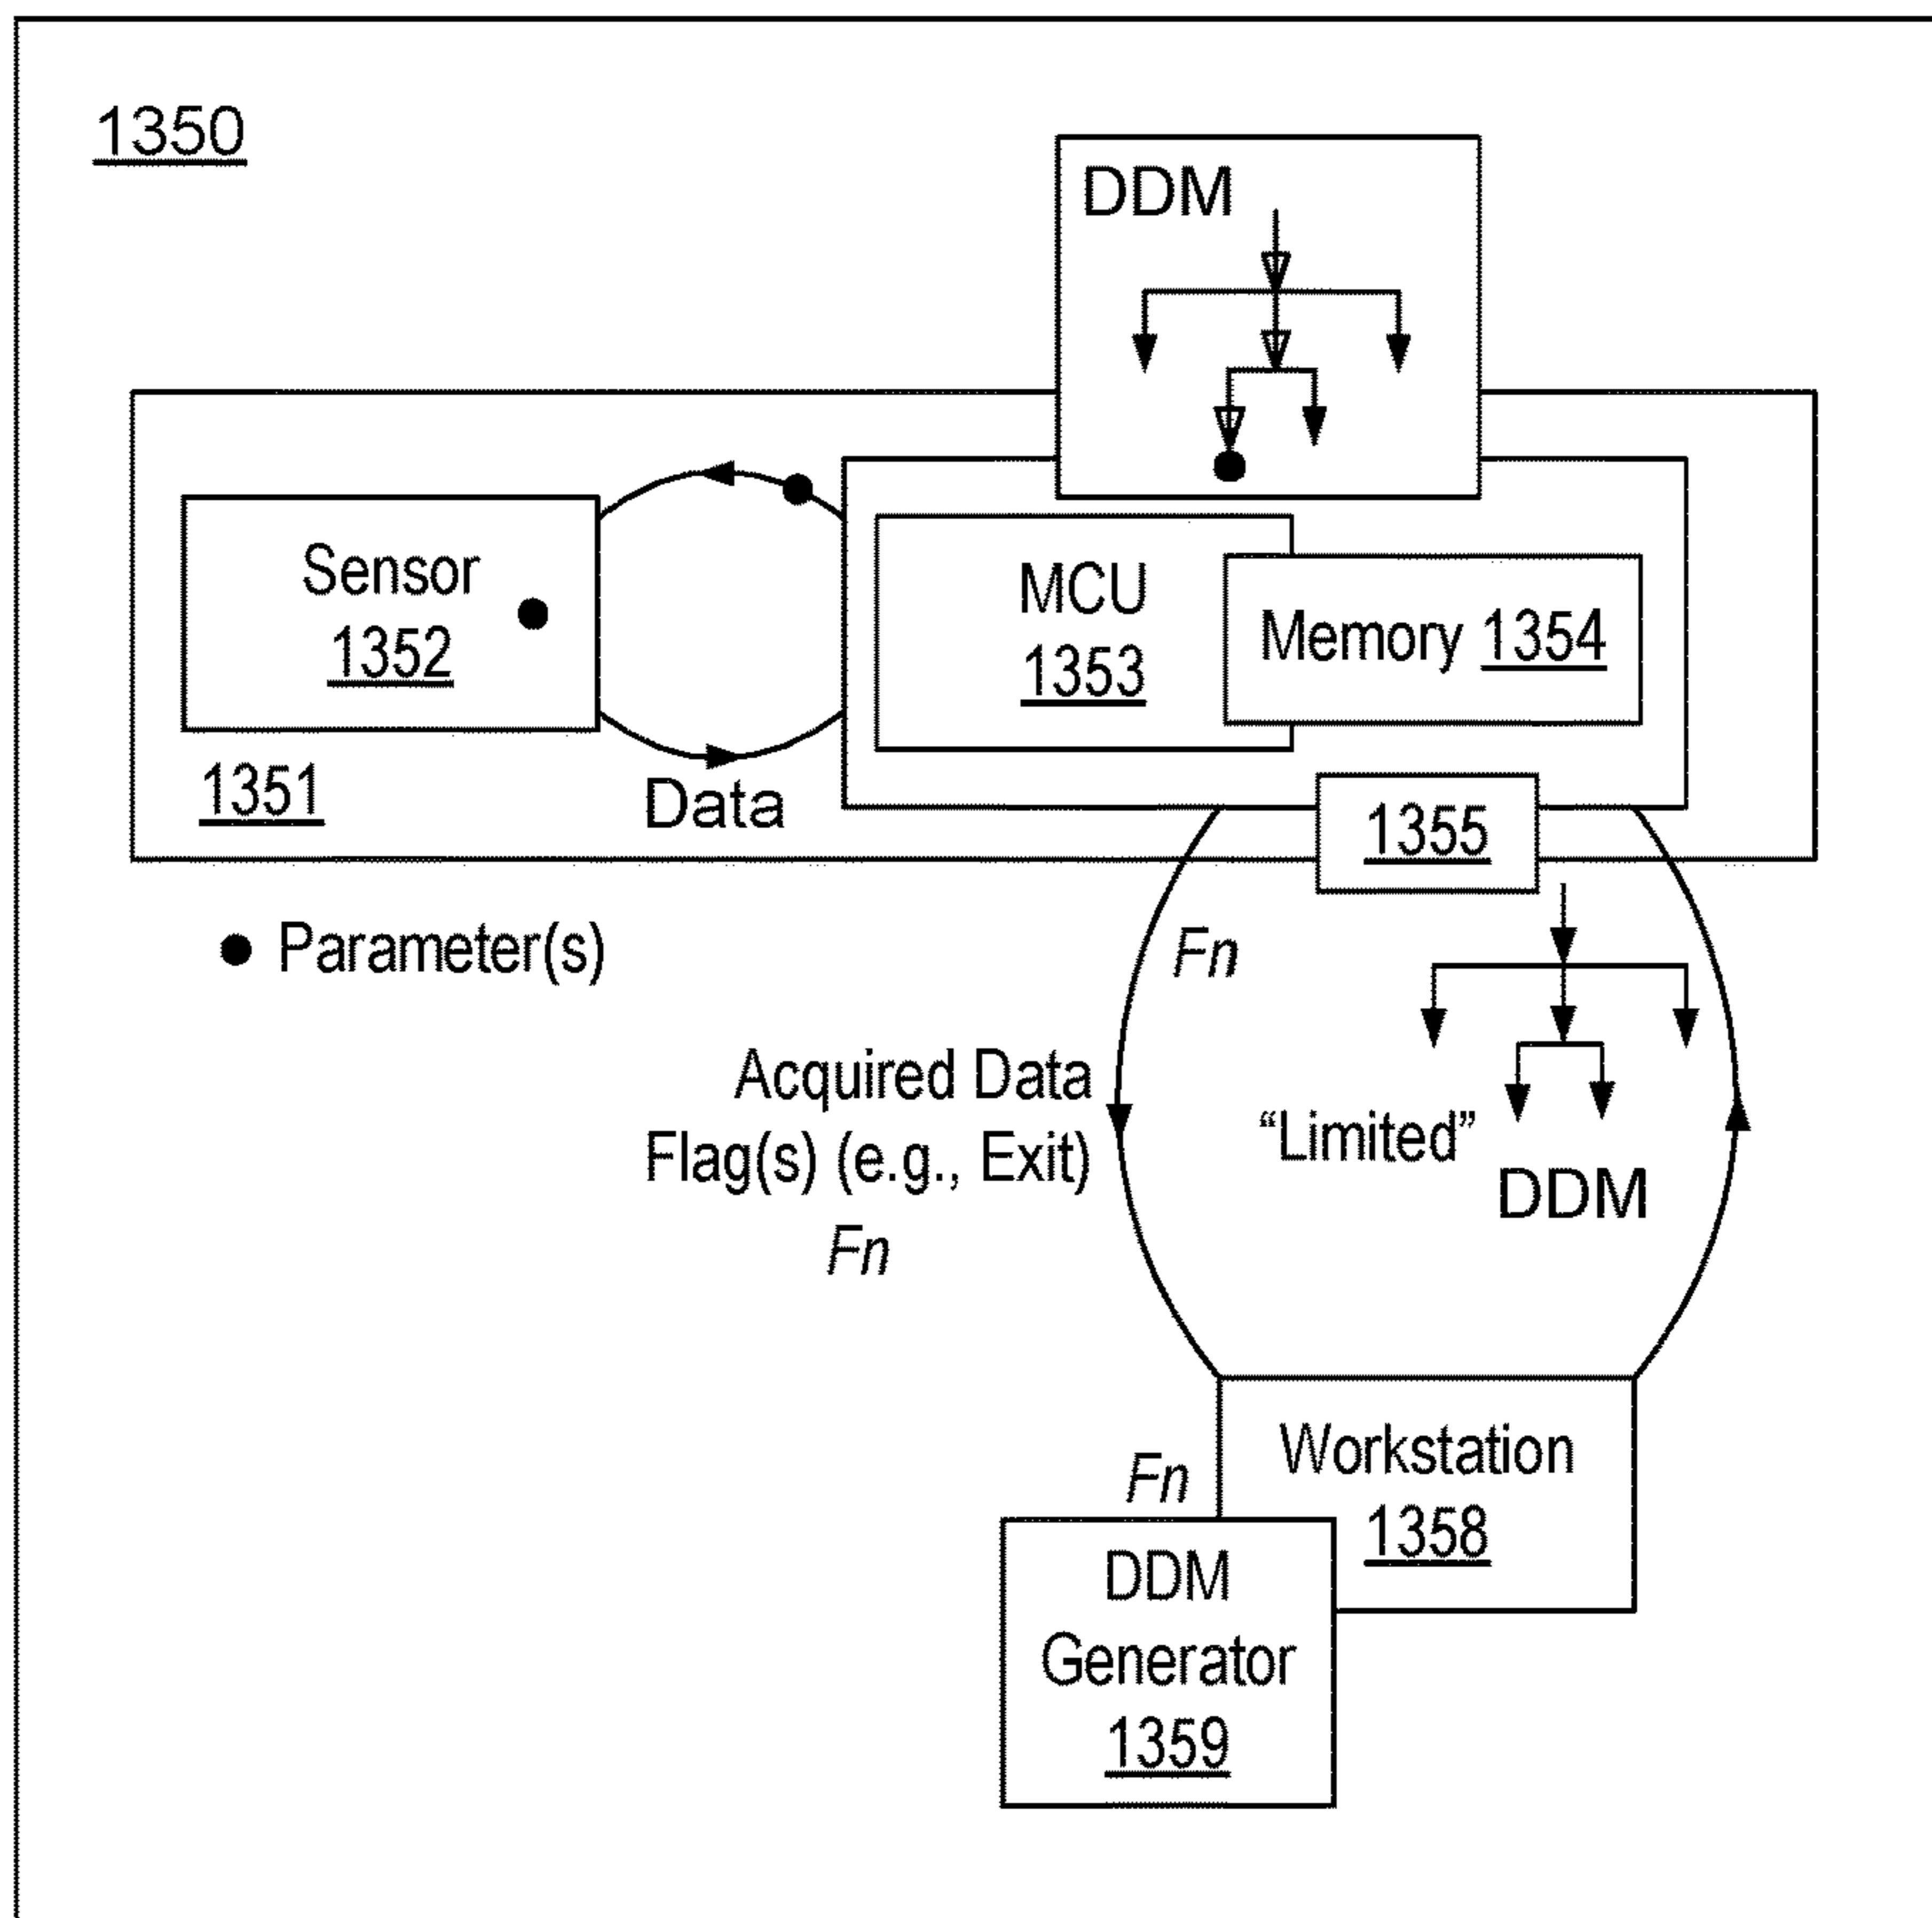 1350
DDM
Sensor
1352
MCU
1353
Memory 1354
1351
Data
1355
Parameter(s)
Fn
Acquired Data
Flag(s) (e.g., Exit)
Fn
“Limited”
DDM
Workstation
1358
Fn
DDM
Generator
1359